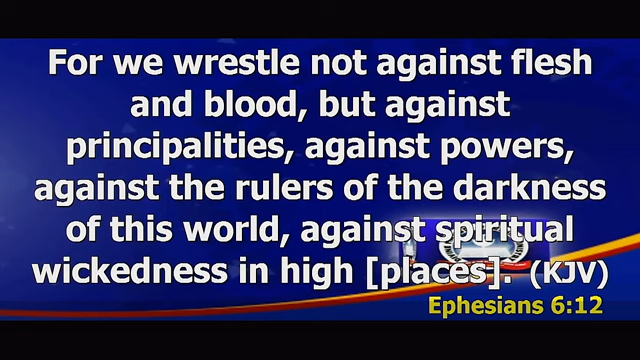 For we wrestle not against flesh
and blood, but against
principalities, against powers,
against the rulers of the darkness
of this world, against spiritual
wickedness in high [places]. (KJV)
Ephesians 6:12